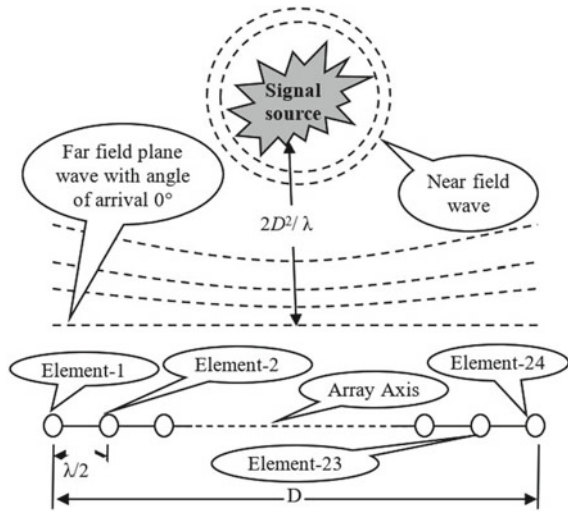 Signal
source
Far field plane
wave with angle
of arrival 0°
Near field
wave
2D²/ λ
Element-1
Element-2
Array Axis
Element-24
Element-23
λ/2
D